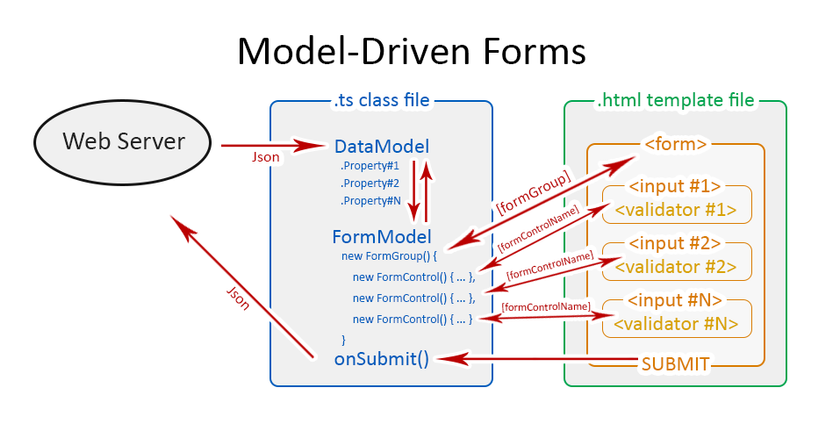 Model-Driven Forms
Web Server
Json
Json
.ts class file
DataModel
.Property#1
.Property#2
.Property#N
FormModel
new FormGroup() {
new FormControl() { ... },
new FormControl() { ... },
new FormControl() { ... }
}
onSubmit()
[formGroup]
[formControlName]
[formControlName]
[formControlName]
.html template file
<form>
<input #1>
<validator #1>
<input #2>
<validator #2>
<input #N>
<validator #N>
SUBMIT